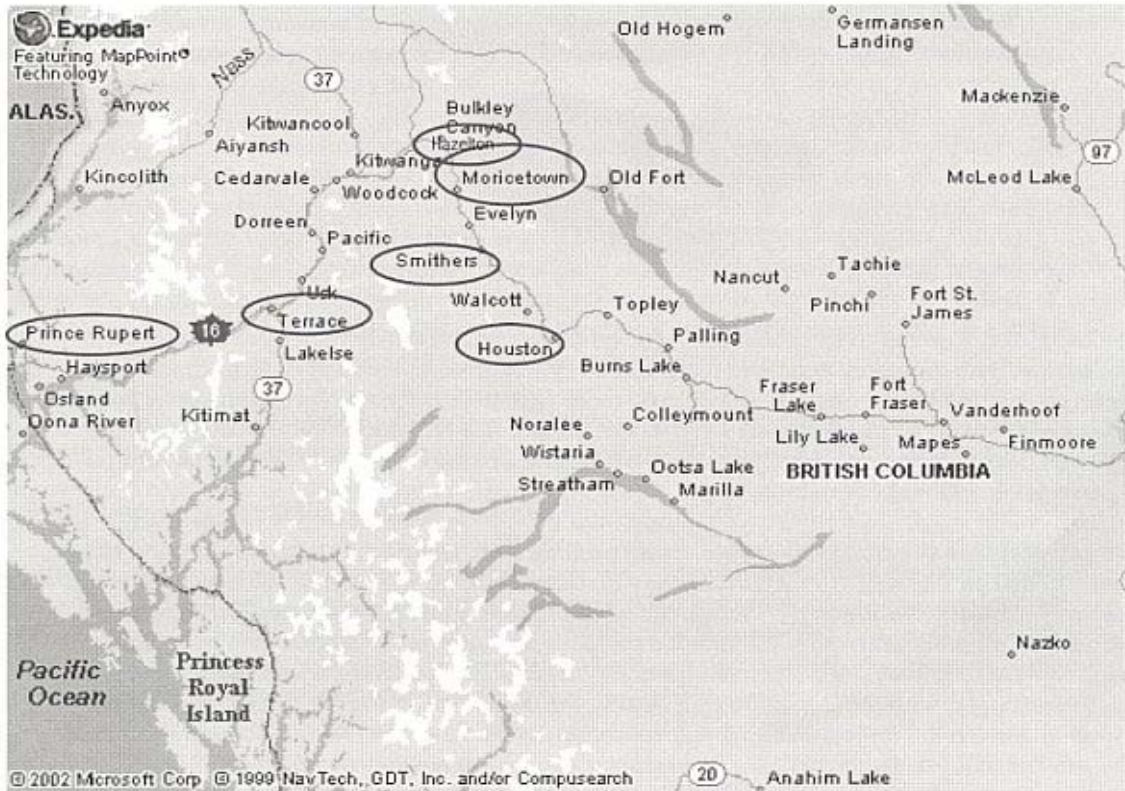 Expedia
Featuring MapPoint®
Technology
ALAS.
Anyox
Nass
37
Old Hogem
Germansen
Landing
Mackenzie
97
Bulkley
Canyon
Hazelton
Kitwancool
Aiyansh
Kincolith
Cedarvale
Kitwanga
Woodcock
Moricetown
Old Fort
McLeod Lake
Dorreen
Pacific
Evelyn
Smithers
Usk
Walcott
Topley
Nancut
Tachie
Pinchi
Fort St.
James
Prince Rupert
16
Terrace
Lakelse
Houston
Palling
Haysport
Osland
Oona River
37
Kitimat
Burns Lake
Colleymount
Fraser
Lake
Fort
Fraser
Vanderhoof
Noralee
Wistaria
Streatham
Ootsa Lake
Marilla
Lily Lake
Mapes
Finmoore
BRITISH COLUMBIA
Nazko
Pacific
Ocean
Princess
Royal
Island
© 2002 Microsoft Corp © 1999 NavTech, GDT, Inc. and/or Compusearch
20
Anahim Lake